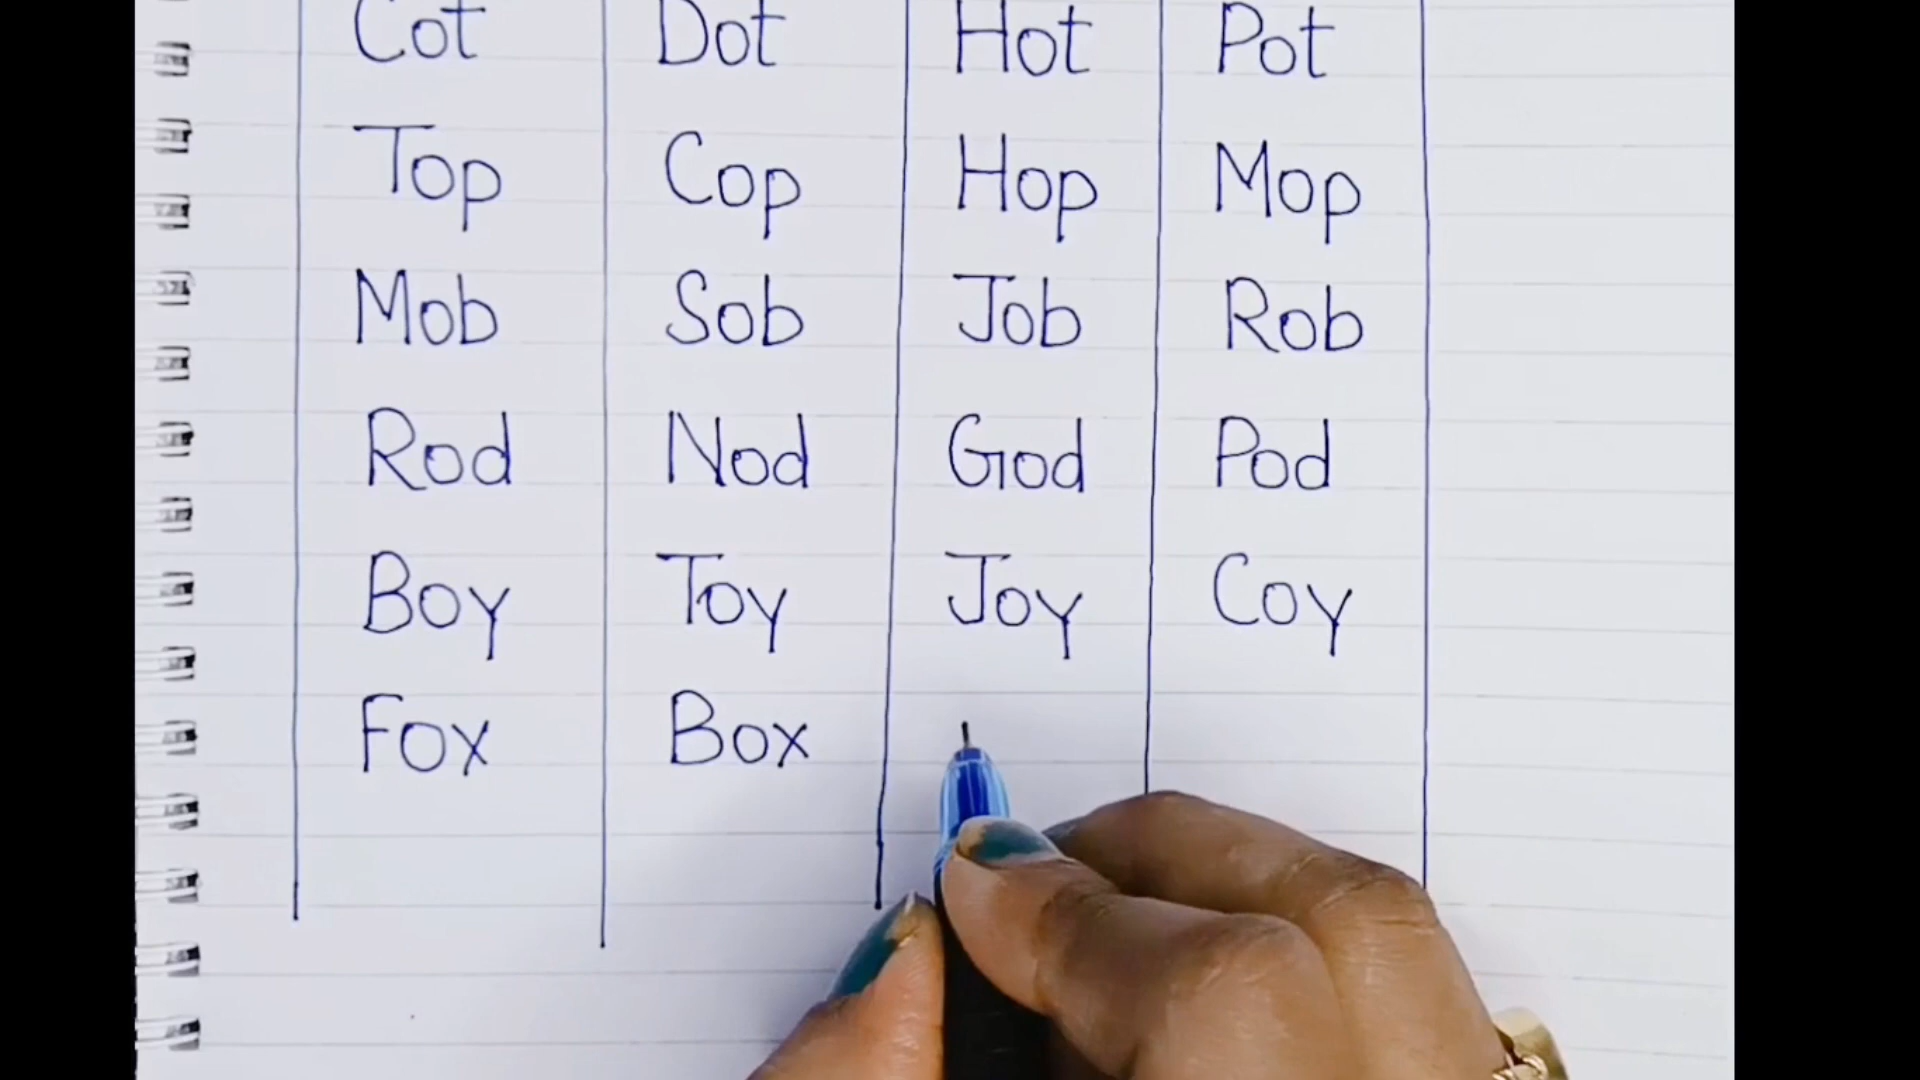 Cot Dot Hot Pot
Top Cop Hop Mop
Mob Sob Job Rob
Rod Nod God Pod
Boy Toy Joy Coy
Fox Box